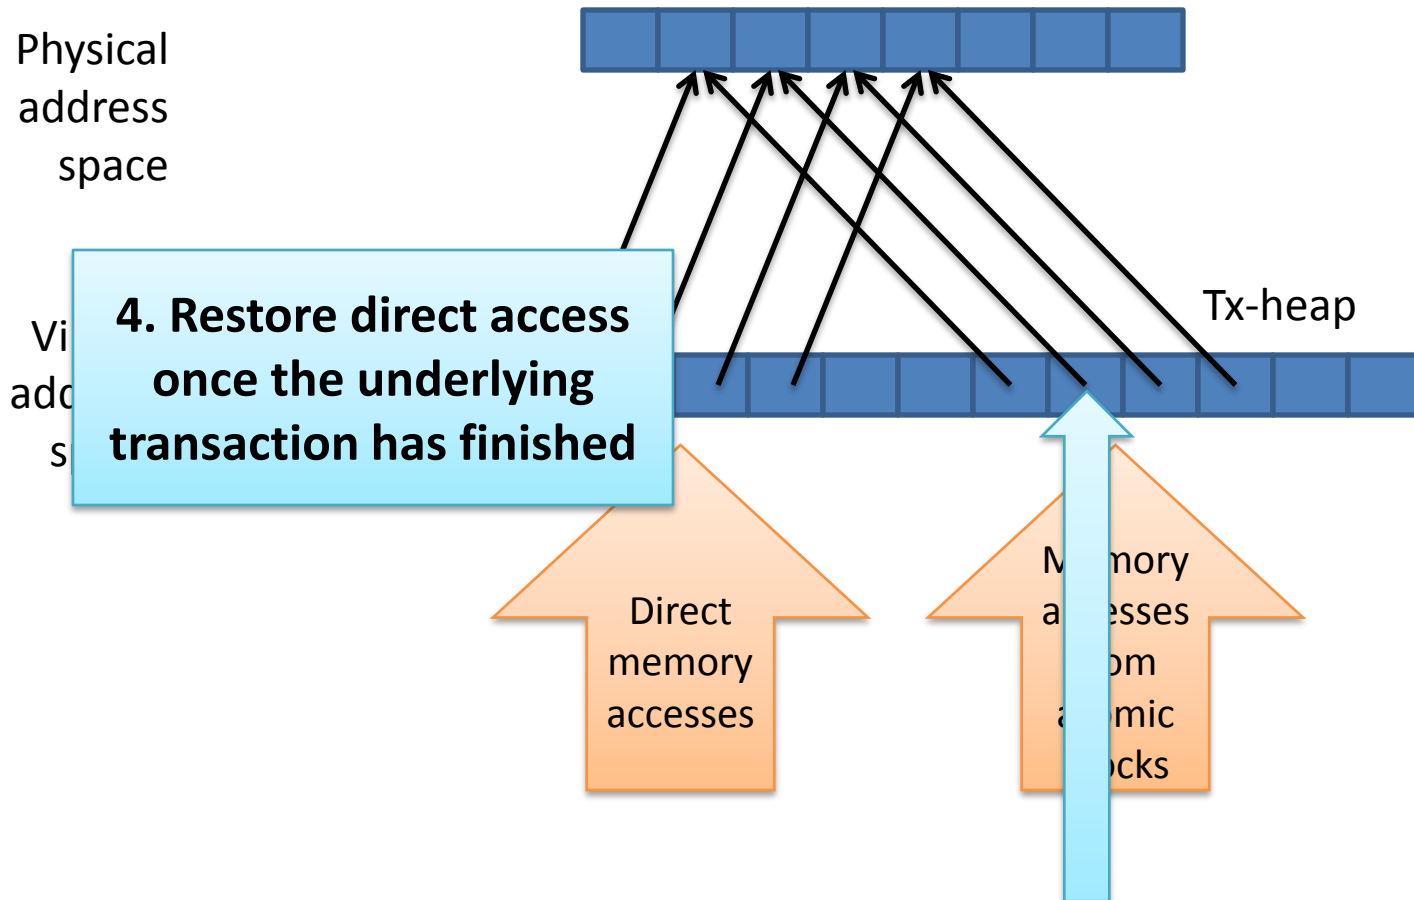 Physical
address
space
Tx-heap
4. Restore direct access
once the underlying
transaction has finished
Direct
memory
accesses